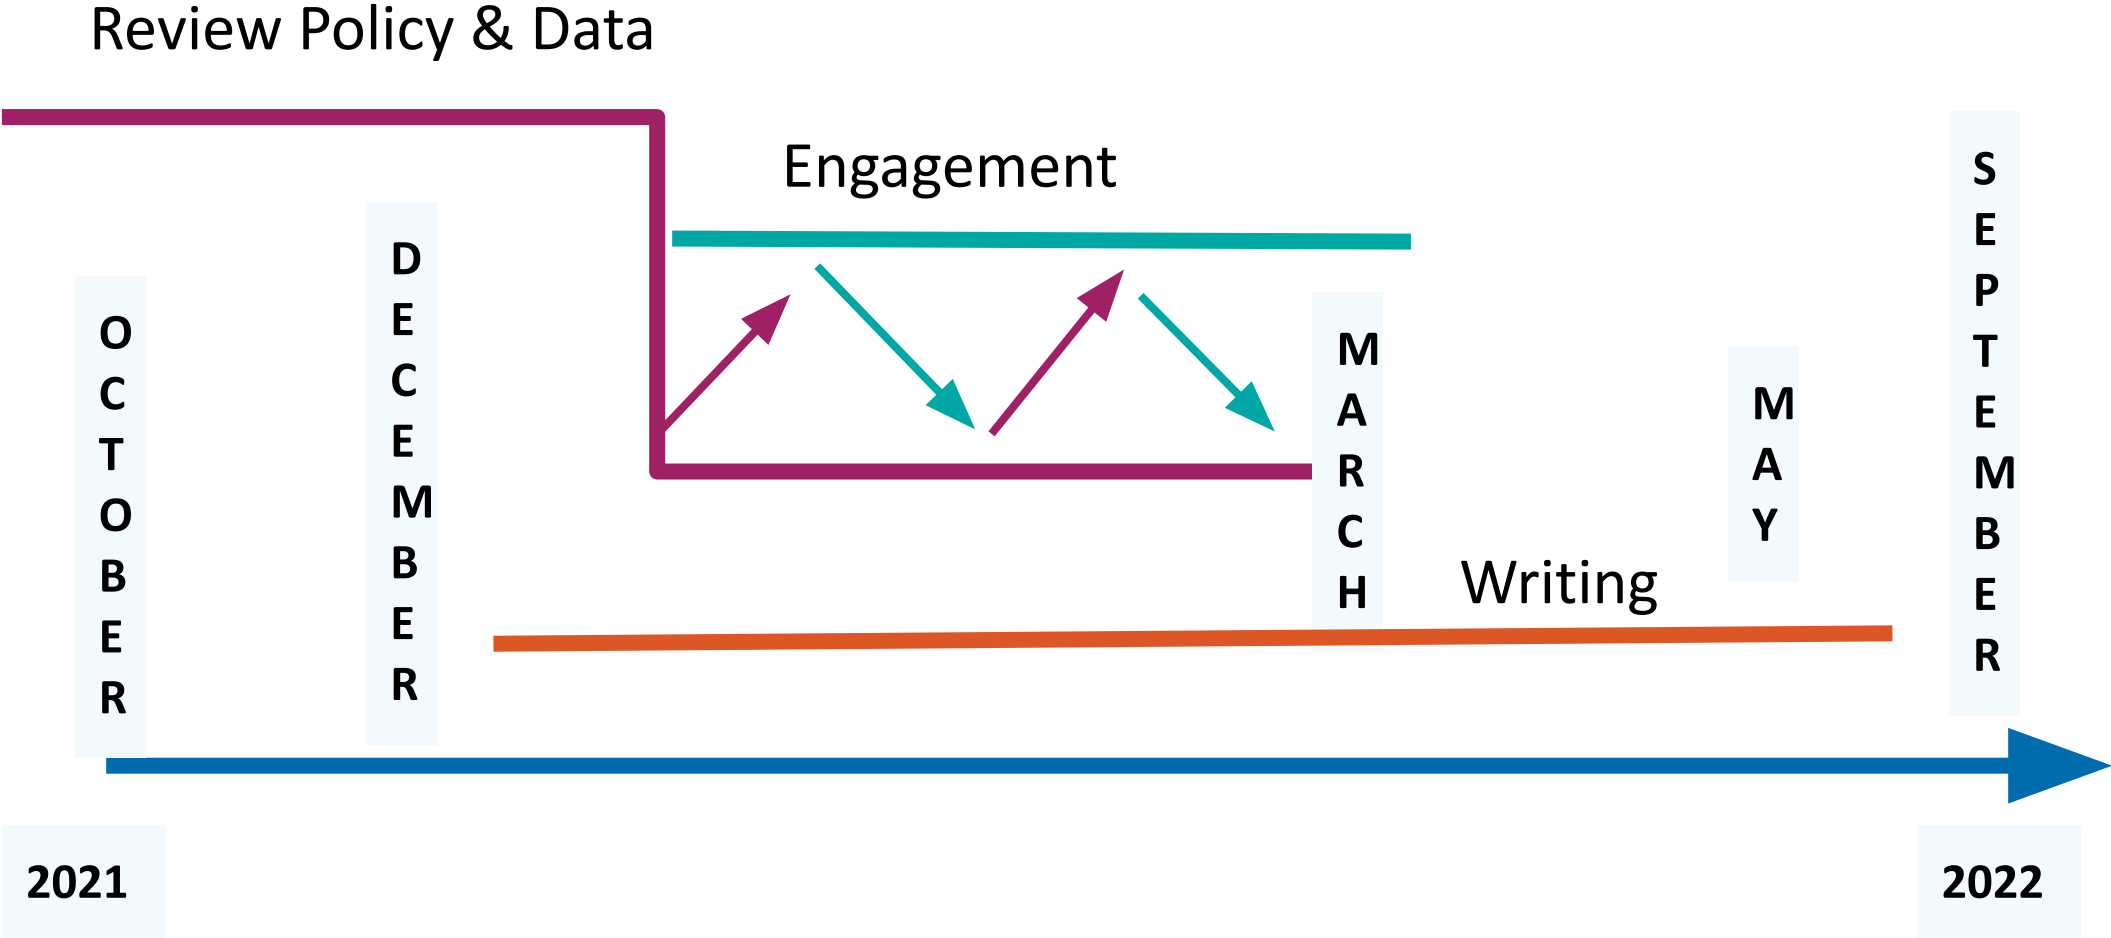 Review Policy & Data
Engagement
OCTOBER
DECEMBER
MARCH
MAY
SEPTEMBER
Writing
2021
2022